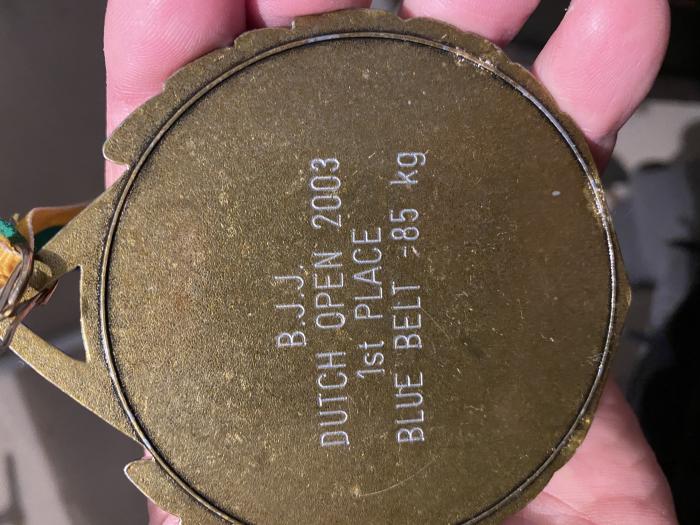 B.J.J.
DUTCH OPEN 2003
1st PLACE
BLUE BELT -85 kg